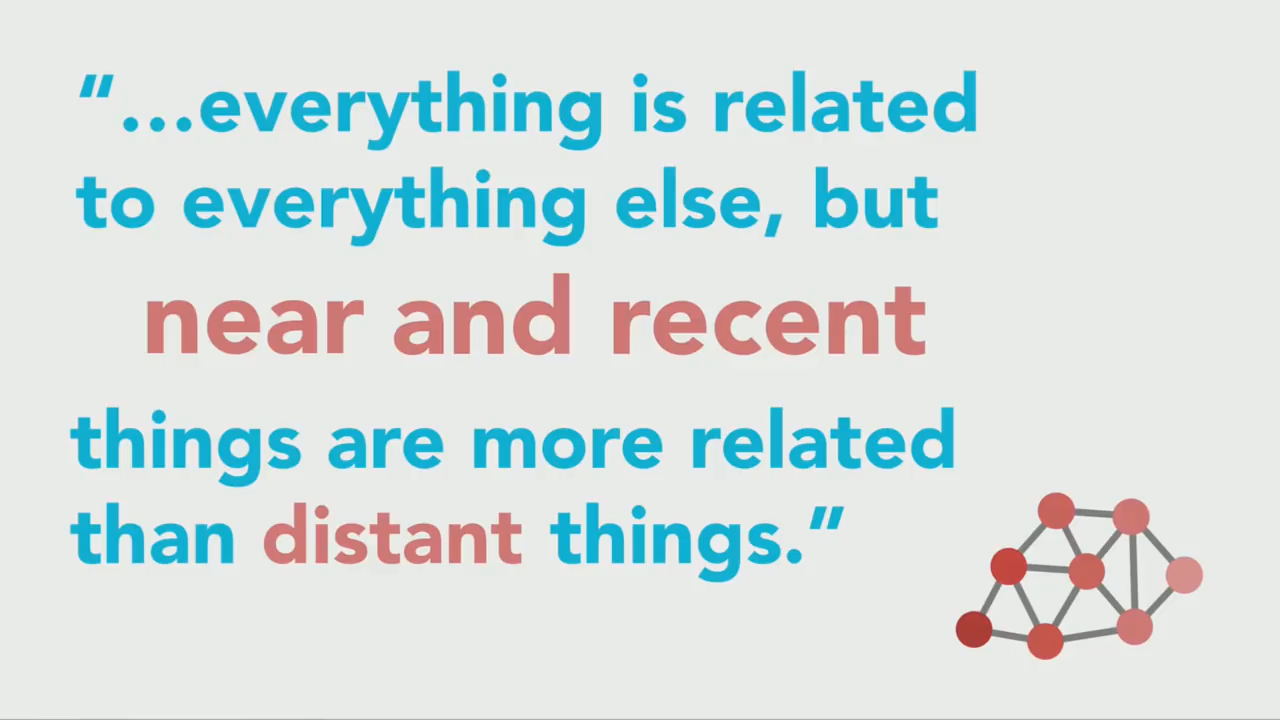 “...everything is related
to everything else, but
near and recent
things are more related
than distant things.”